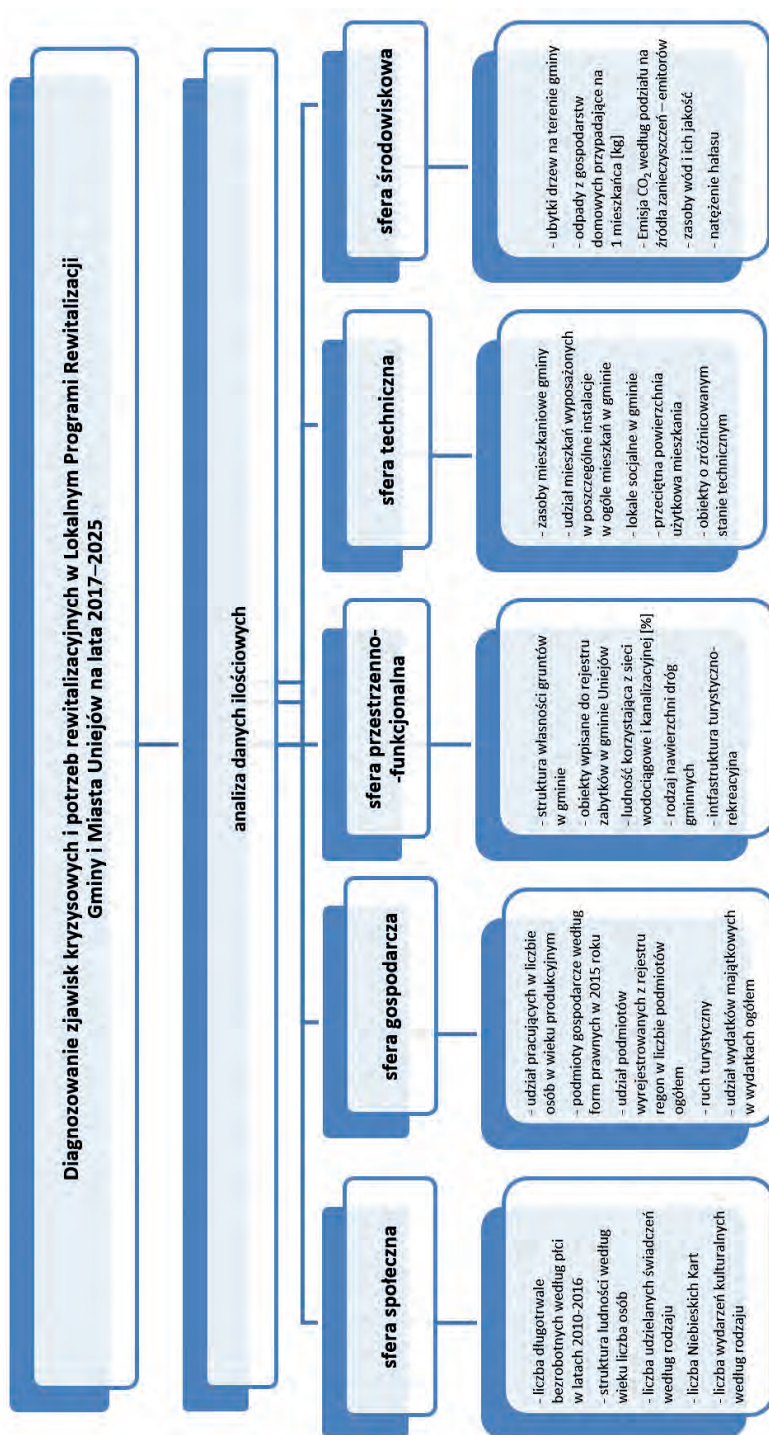 Diagnozowanie zjawisk kryzysowych i potrzeb rewitalizacyjnych w Lokalnym Programi Rewitalizacji
Gminy i Miasta Uniejów na lata 2017–2025
analiza danych ilościowych
sfera społeczna
- liczba długotrwale
bezrobotnych według płci
w latach 2010-2016
- struktura ludności według
wieku liczba osób
- liczba udzielanych świadczeń
według rodzaju
- liczba Niebieskich Kart
- liczba wydarzeń kulturalnych
według rodzaju
sfera gospodarcza
- udział pracujących w liczbie
osób w wieku produkcyjnym
- podmioty gospodarcze według
form prawnych w 2015 roku
- udział podmiotów
wyrejestrowanych z rejestru
regon w liczbie podmiotów
ogółem
- ruch turystyczny
- udział wydatków majątkowych
w wydatkach ogółem
sfera przestrzenno-
-funkcjonalna
- struktura własności gruntów
w gminie
- obiekty wpisane do rejestru
zabytków w gminie Uniejów
- ludność korzystająca z sieci
wodociągowe i kanalizacyjnej [%]
- rodzaj nawierzchni dróg
gminnych
- intfastruktura turystyczno-
rekreacyjna
sfera techniczna
- zasoby mieszkaniowe gminy
- udział mieszkań wyposażonych
w poszczególne instalacje
w ogóle mieszkań w gminie
- lokale socjalne w gminie
- przeciętna powierzchnia
użytkowa mieszkania
- obiekty o zróżnicowanym
stanie technicznym
sfera środowiskowa
- ubytki drzew na terenie gminy
- odpady z gospodarstw
domowych przypadające na
1 mieszkańca [kg]
- Emisja CO₂ według podziału na
źródła zanieczyszczeń – emitorów
- zasoby wód i ich jakość
- natężenie hałasu